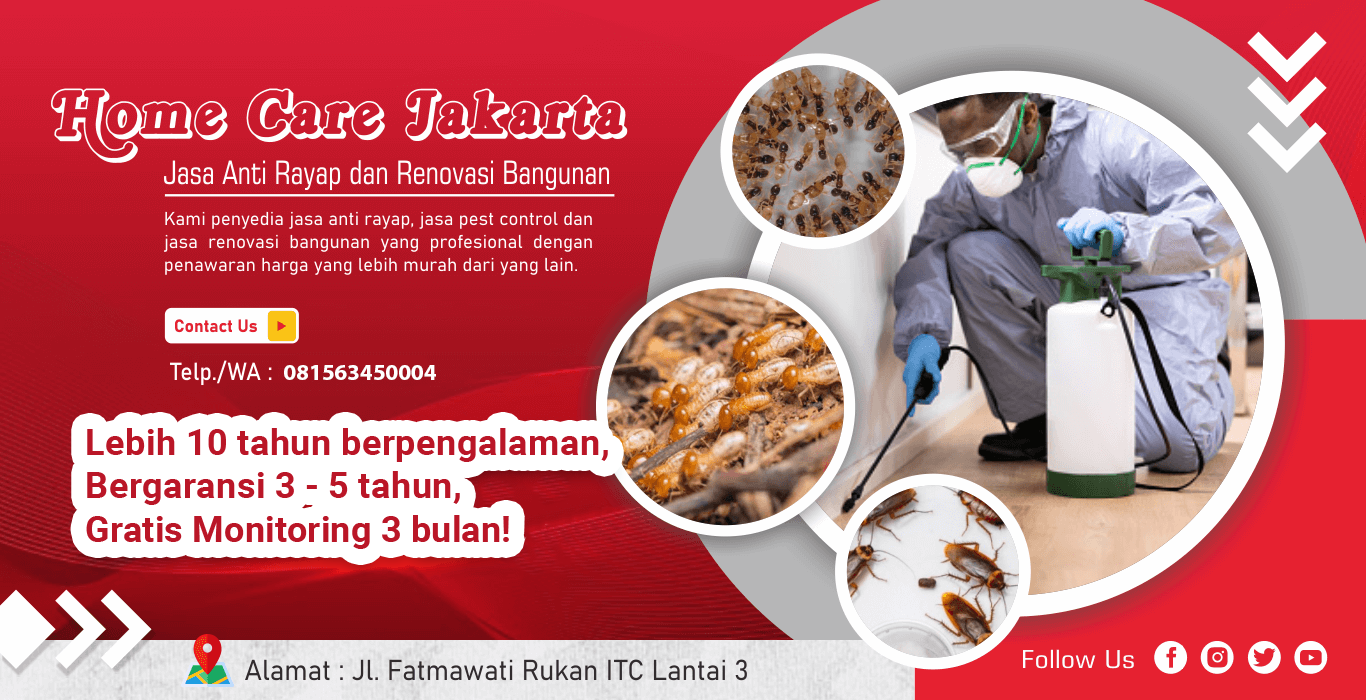 Home Care Jakarta
Jasa Anti Rayap dan Renovasi Bangunan
Kami penyedia jasa anti rayap, jasa pest control dan
jasa renovasi bangunan yang profesional dengan
penawaran harga yang lebih murah dari yang lain.
Contact Us
Telp./WA : 081563450004
Lebih 10 tahun berpengalaman,
Bergaransi 3 - 5 tahun,
Gratis Monitoring 3 bulan!
Alamat : Jl. Fatmawati Rukan ITC Lantai 3
Follow Us